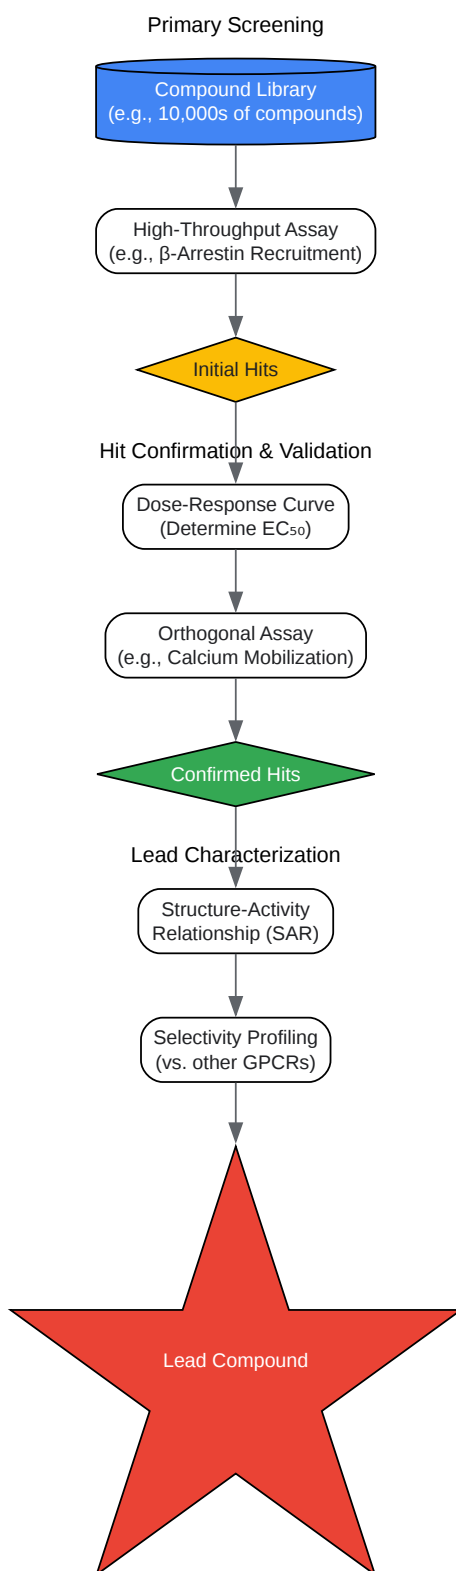 Primary Screening
Compound Library
(e.g., 10,000s of compounds)
High-Throughput Assay
(e.g., β-Arrestin Recruitment)
Initial Hits
Hit Confirmation & Validation
Dose-Response Curve
(Determine EC₅₀)
Orthogonal Assay
(e.g., Calcium Mobilization)
Confirmed Hits
Lead Characterization
Structure-Activity
Relationship (SAR)
Selectivity Profiling
(vs. other GPCRs)
Lead Compound